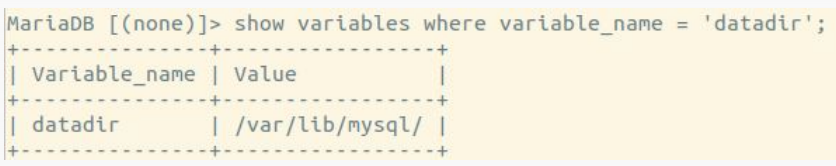 MariaDB [(none)]> show variables where variable_name = 'datadir';
+---------------+-----------------+
| Variable_name | Value           |
+---------------+-----------------+
| datadir       | /var/lib/mysql/ |
+---------------+-----------------+